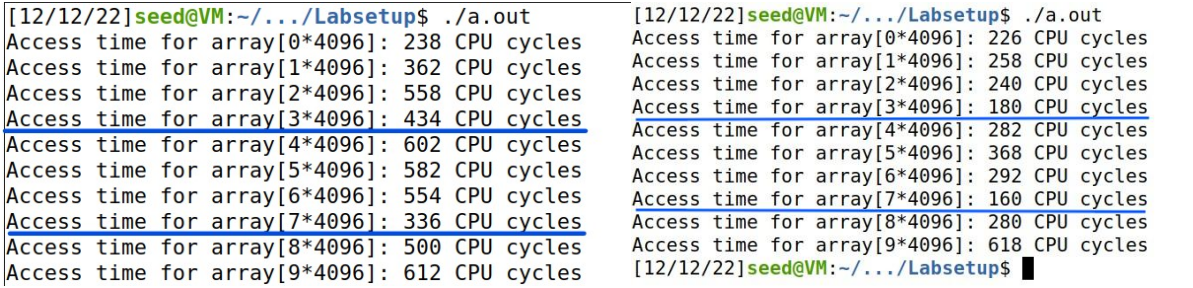 [12/12/22]seed@VM:~/.../Labsetup$ ./a.out
Access time for array[0*4096]: 238 CPU cycles
Access time for array[1*4096]: 362 CPU cycles
Access time for array[2*4096]: 558 CPU cycles
Access time for array[3*4096]: 434 CPU cycles
Access time for array[4*4096]: 602 CPU cycles
Access time for array[5*4096]: 582 CPU cycles
Access time for array[6*4096]: 554 CPU cycles
Access time for array[7*4096]: 336 CPU cycles
Access time for array[8*4096]: 500 CPU cycles
Access time for array[9*4096]: 612 CPU cycles
[12/12/22]seed@VM:~/.../Labsetup$ ./a.out
Access time for array[0*4096]: 226 CPU cycles
Access time for array[1*4096]: 258 CPU cycles
Access time for array[2*4096]: 240 CPU cycles
Access time for array[3*4096]: 180 CPU cycles
Access time for array[4*4096]: 282 CPU cycles
Access time for array[5*4096]: 368 CPU cycles
Access time for array[6*4096]: 292 CPU cycles
Access time for array[7*4096]: 160 CPU cycles
Access time for array[8*4096]: 280 CPU cycles
Access time for array[9*4096]: 618 CPU cycles
[12/12/22]seed@VM:~/.../Labsetup$